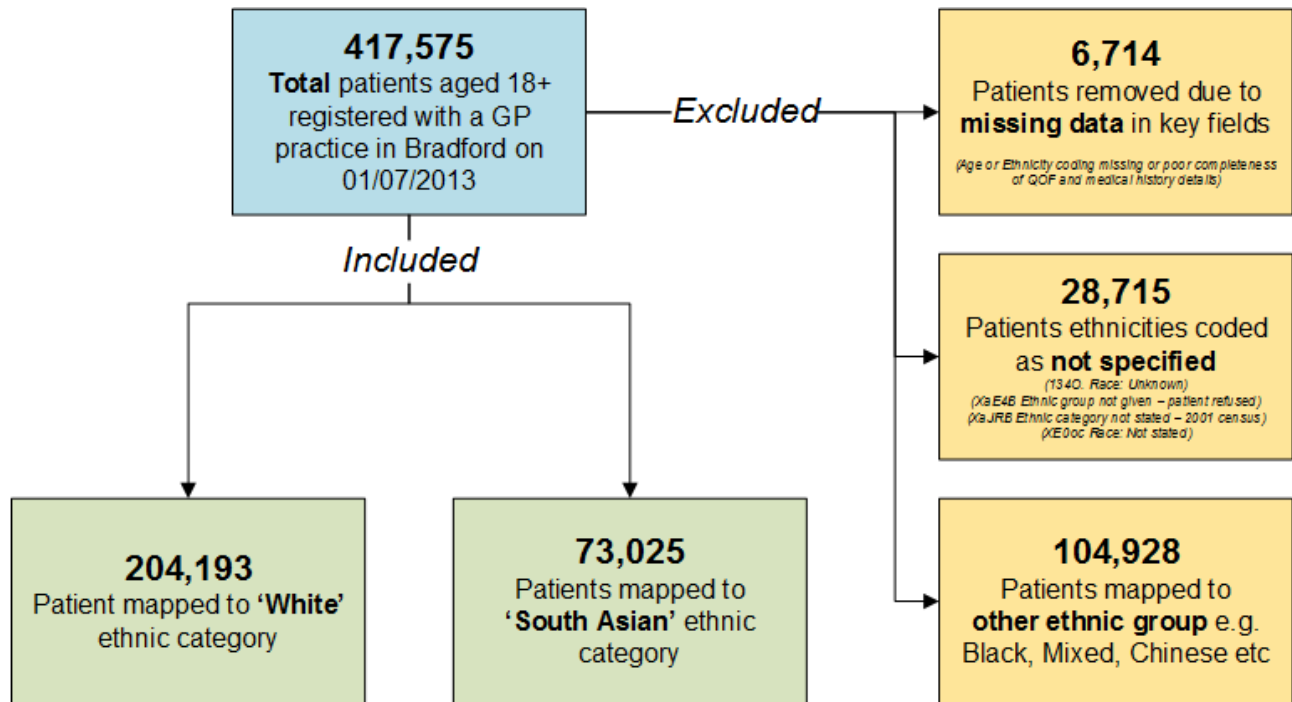 417,575
Total patients aged 18+
registered with a GP
practice in Bradford on
01/07/2013
Excluded
6,714
Patients removed due to
missing data in key fields
(Age or Ethnicity coding missing or poor completeness
of QOF and medical history details)
Included
28,715
Patients ethnicities coded
as not specified
(134O. Race: Unknown)
(XaE4B Ethnic group not given – patient refused)
(XaJRB Ethnic category not stated – 2001 census)
(XE0oc Race: Not stated)
204,193
Patient mapped to ‘White’
ethnic category
73,025
Patients mapped to
‘South Asian’ ethnic
category
104,928
Patients mapped to
other ethnic group e.g.
Black, Mixed, Chinese etc